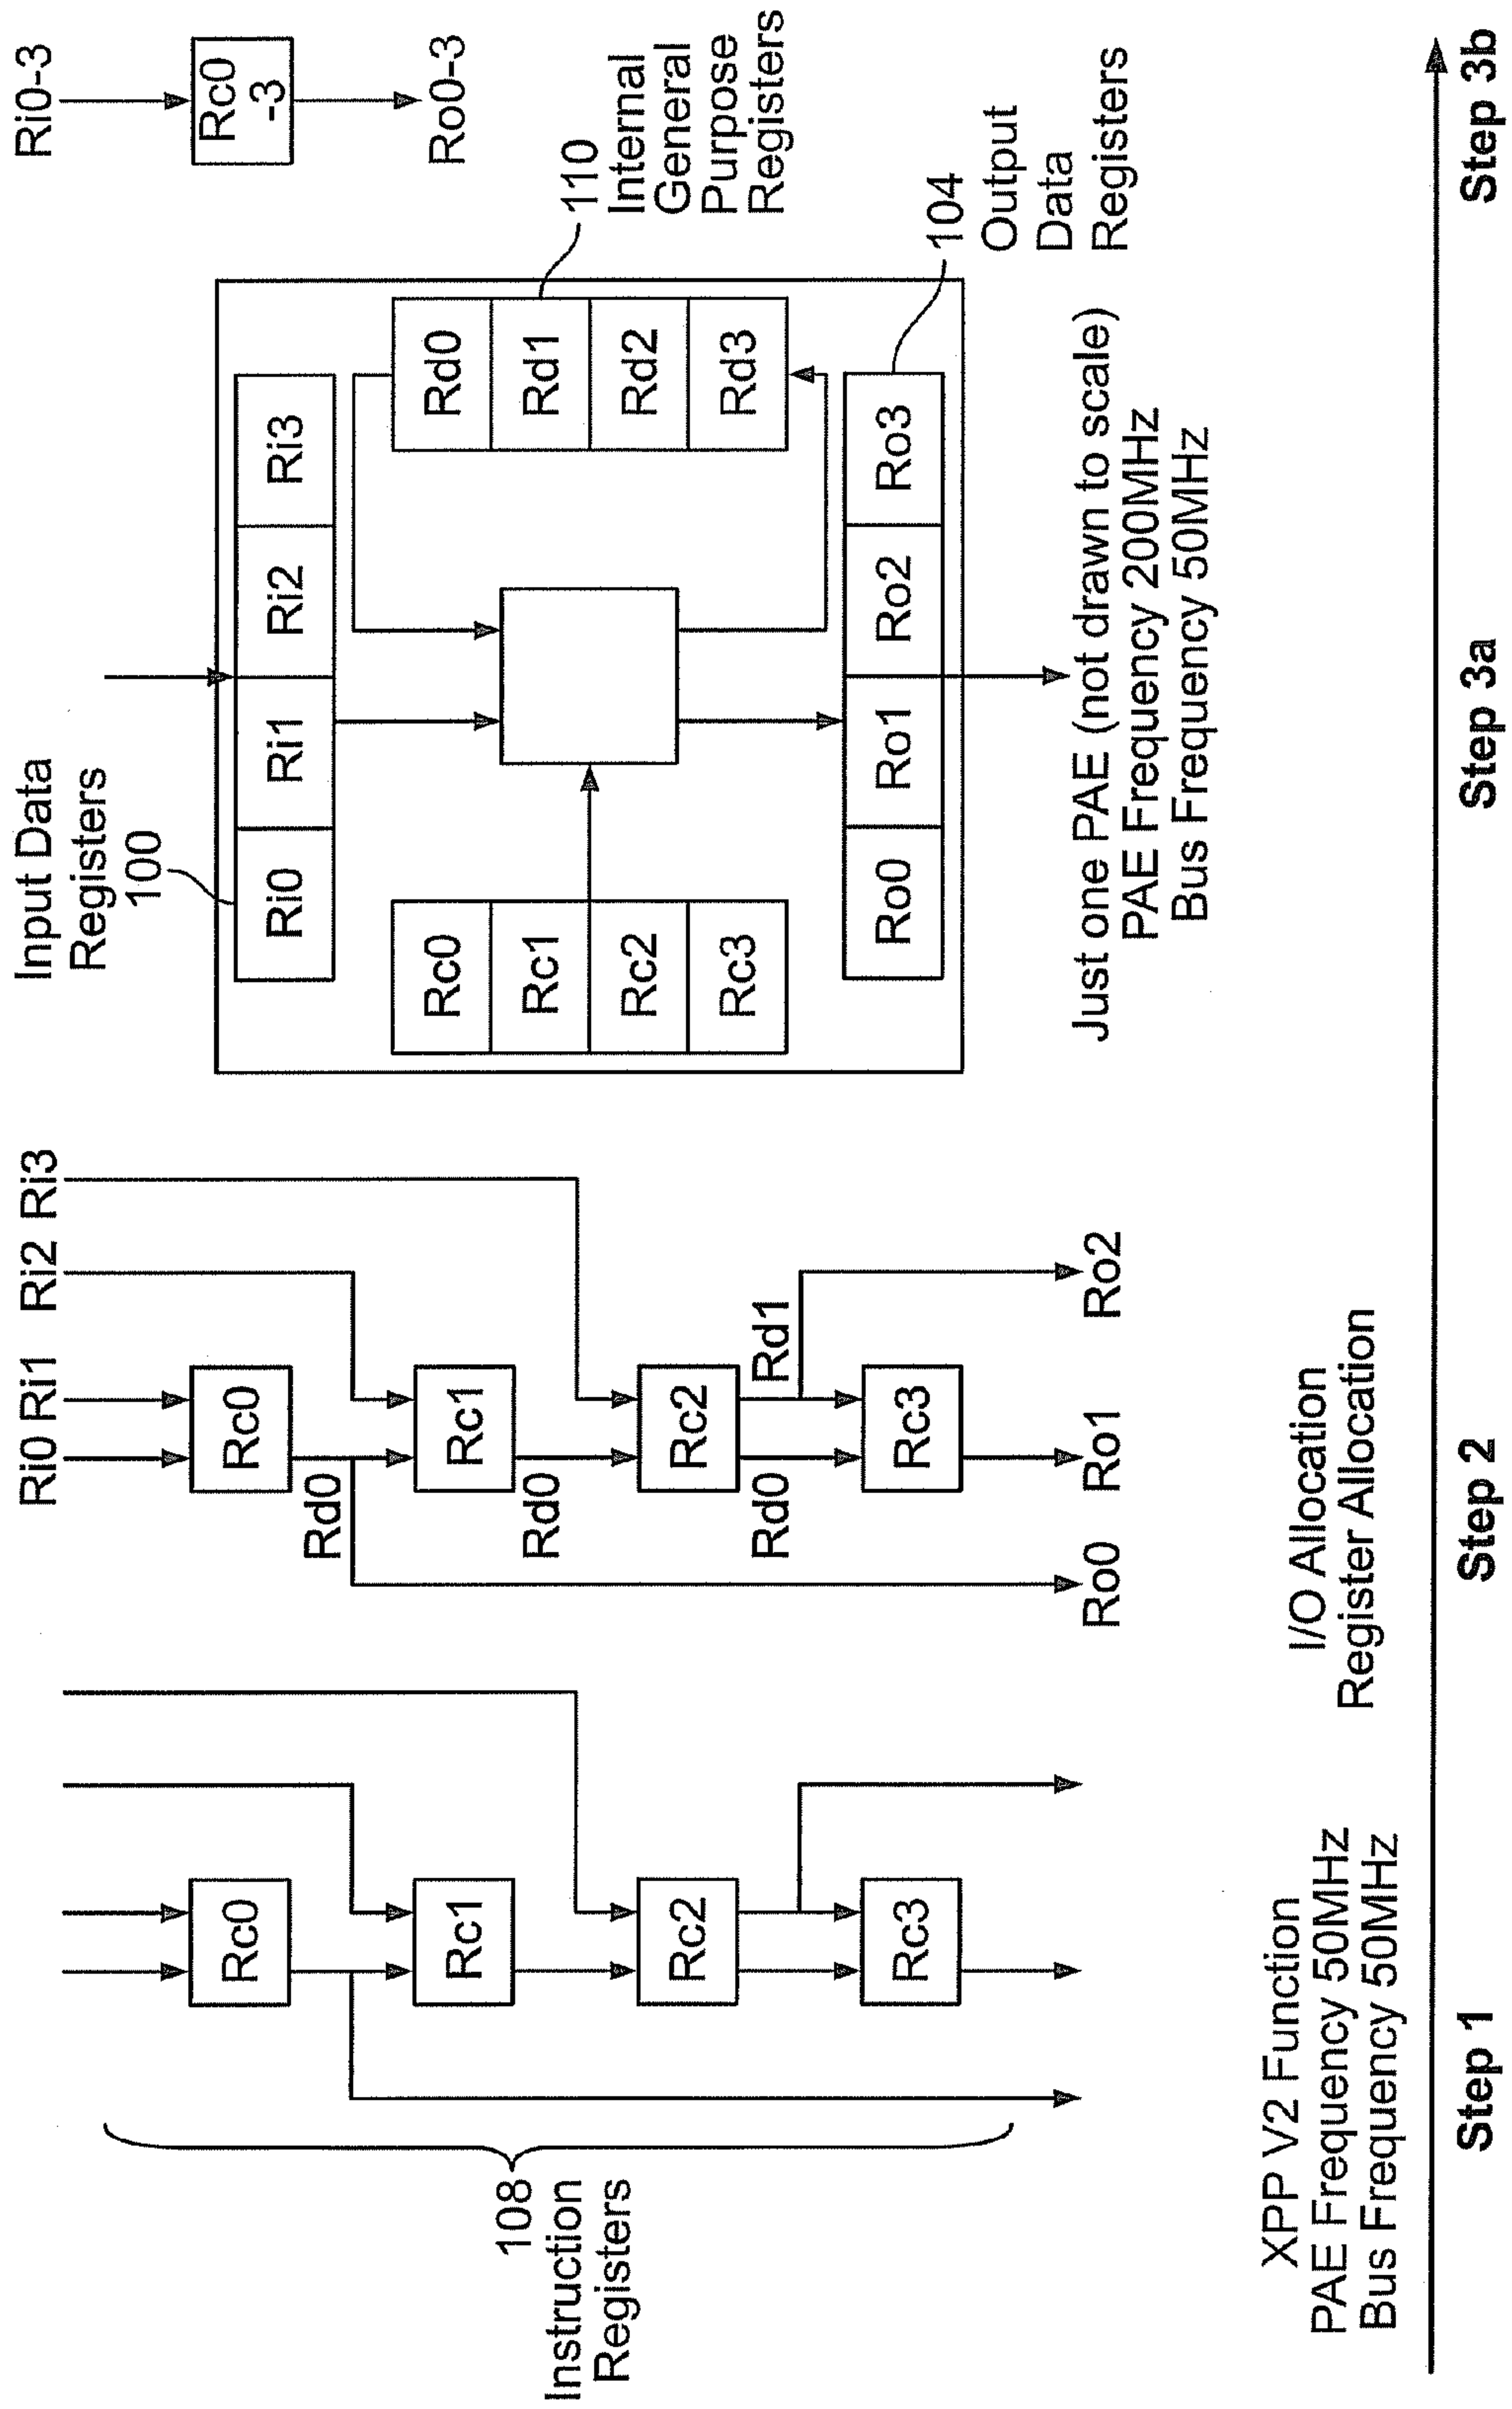 108
Instruction
Registers
Rc0
Rc1
Rc2
Rc3
XPP V2 Function
PAE Frequency 50MHz
Bus Frequency 50MHz
Step 1
Ri0 Ri1 Ri2 Ri3
Rc0
Rd0
Rc1
Rd0
Rc2
Rd0
Rd1
Rc3
Ro0 Ro1 Ro2
I/O Allocation
Register Allocation
Step 2
Input Data
Registers
100
Ri0 Ri1 Ri2 Ri3
Rc0
Rc1
Rc2
Rc3
Rd0
Rd1
Rd2
Rd3
Ro0 Ro1 Ro2 Ro3
110
Internal
General
Purpose
Registers
104
Output
Data
Registers
Just one PAE (not drawn to scale)
PAE Frequency 200MHz
Bus Frequency 50MHz
Step 3a
Ri0-3
Rc0
-3
Ro0-3
Step 3b